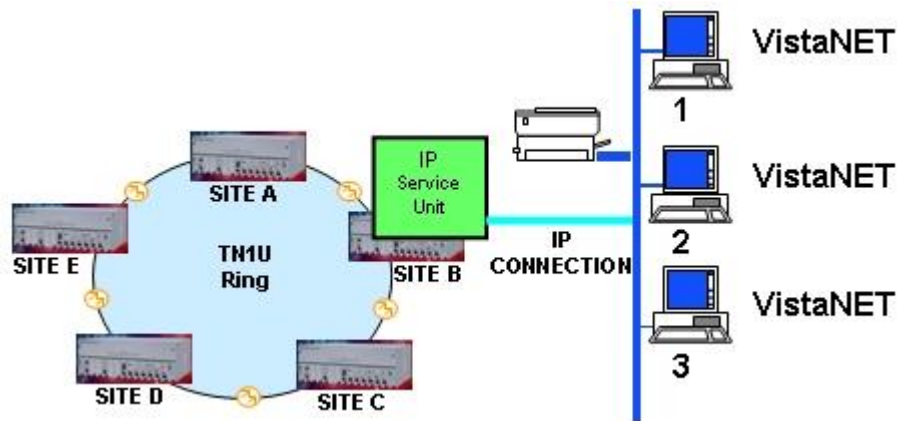 VistaNET
1
SITE A
IP
Service
Unit
VistaNET
2
SITE E
TN1U
Ring
SITE B
IP
CONNECTION
VistaNET
3
SITE D
SITE C